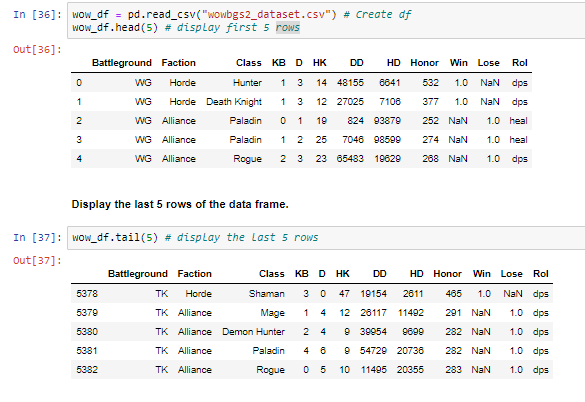 In [36]: wow_df = pd.read_csv("wowbgs2_dataset.csv") # Create df
wow_df.head(5) # display first 5 rows
Out[36]:
Battleground Faction Class KB D HK DD HD Honor Win Lose Rol
0 WG Horde Hunter 1 3 14 48155 6641 532 1.0 NaN dps
1 WG Horde Death Knight 1 3 12 27025 7106 377 1.0 NaN dps
2 WG Alliance Paladin 0 1 19 824 93879 252 NaN 1.0 heal
3 WG Alliance Paladin 1 2 25 7046 98599 274 NaN 1.0 heal
4 WG Alliance Rogue 2 3 23 65483 19629 268 NaN 1.0 dps
Display the last 5 rows of the data frame.
In [37]: wow_df.tail(5) # display the last 5 rows
Out[37]:
Battleground Faction Class KB D HK DD HD Honor Win Lose Rol
5378 TK Horde Shaman 3 0 47 19154 2611 465 1.0 NaN dps
5379 TK Alliance Mage 1 4 12 26117 11492 291 NaN 1.0 dps
5380 TK Alliance Demon Hunter 2 4 9 39954 9699 282 NaN 1.0 dps
5381 TK Alliance Paladin 4 6 9 54729 20736 282 NaN 1.0 dps
5382 TK Alliance Rogue 0 5 10 11495 20355 283 NaN 1.0 dps